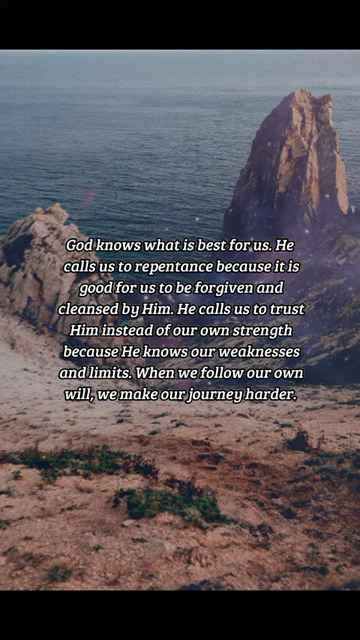 God knows what is best for us. He
calls us to repentance because it is
good for us to be forgiven and
cleansed by Him. He calls us to trust
Him instead of our own strength
because He knows our weaknesses
and limits. When we follow our own
will, we make our journey harder.